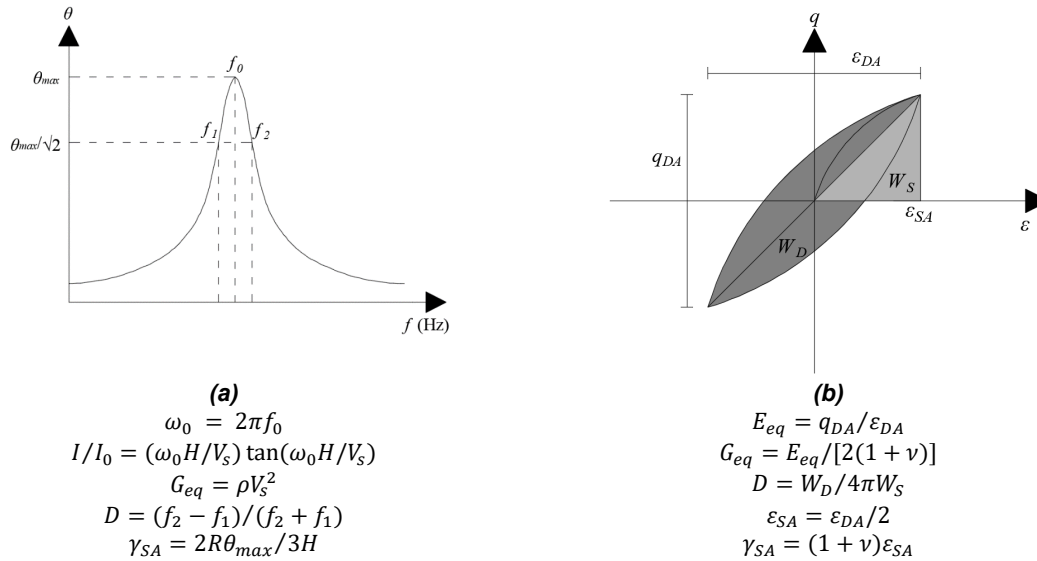 θ
θmax
f0
θmax/√2
f1
f2
f (Hz)
q
εDA
qDA
WS
εSA
ε
WD
(a)
ω₀ = 2πf₀
I/I₀ = (ω₀H/Vₛ) tan(ω₀H/Vₛ)
Geq = ρVₛ²
D = (f₂ − f₁)/(f₂ + f₁)
γSA = 2Rθmax/3H
(b)
Eeq = qDA/εDA
Geq = Eeq/[2(1 + ν)]
D = WD/4πWS
εSA = εDA/2
γSA = (1 + ν)εSA